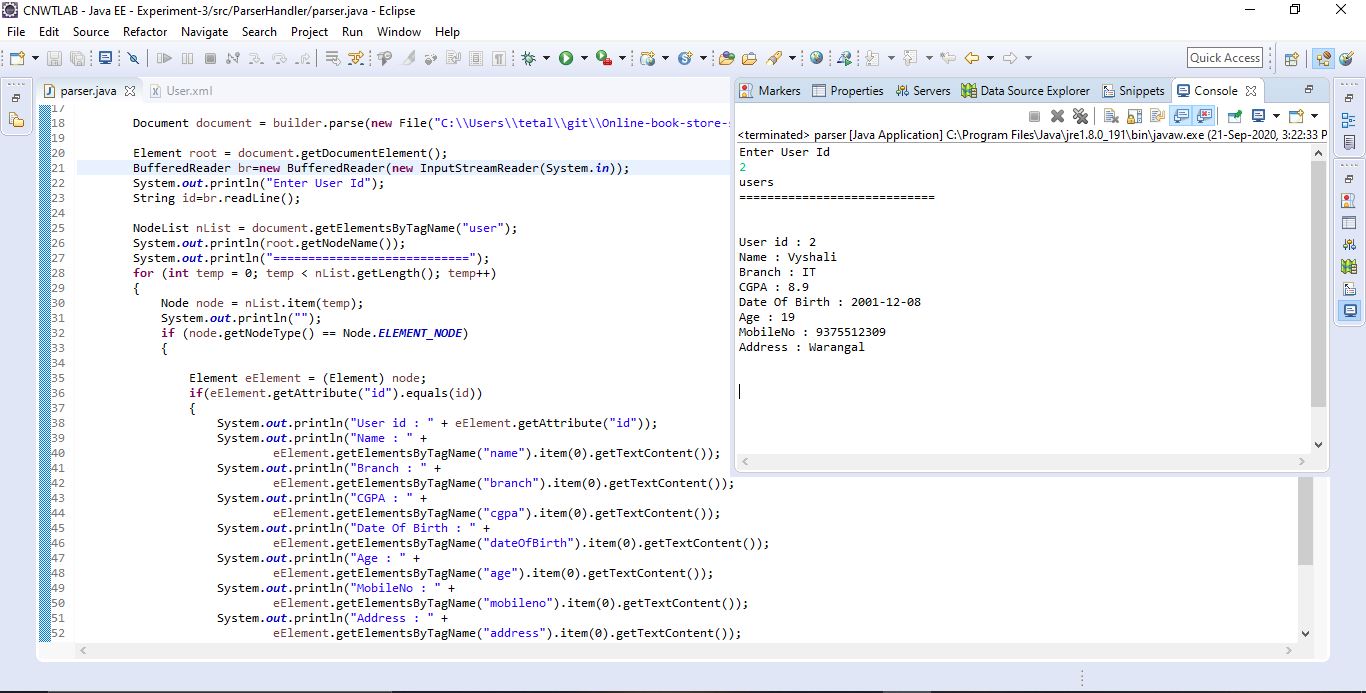 CNWTLAB - Java EE - Experiment-3/src/ParserHandler/parser.java - Eclipse
File Edit Source Refactor Navigate Search Project Run Window Help
Quick Access
parser.java User.xml
17
18 Document document = builder.parse(new File("C:\\Users\\tetal\\git\\Online-book-store-
19
20 Element root = document.getDocumentElement();
21 BufferedReader br=new BufferedReader(new InputStreamReader(System.in));
22 System.out.println("Enter User Id");
23 String id=br.readLine();
24
25 NodeList nList = document.getElementsByTagName("user");
26 System.out.println(root.getNodeName());
27 System.out.println("============================");
28 for (int temp = 0; temp < nList.getLength(); temp++)
29 {
30 Node node = nList.item(temp);
31 System.out.println("");
32 if (node.getNodeType() == Node.ELEMENT_NODE)
33 {
34
35 Element eElement = (Element) node;
36 if(eElement.getAttribute("id").equals(id))
37 {
38 System.out.println("User id : " + eElement.getAttribute("id"));
39 System.out.println("Name : " +
40 eElement.getElementsByTagName("name").item(0).getTextContent());
41 System.out.println("Branch : " +
42 eElement.getElementsByTagName("branch").item(0).getTextContent());
43 System.out.println("CGPA : " +
44 eElement.getElementsByTagName("cgpa").item(0).getTextContent());
45 System.out.println("Date Of Birth : " +
46 eElement.getElementsByTagName("dateOfBirth").item(0).getTextContent());
47 System.out.println("Age : " +
48 eElement.getElementsByTagName("age").item(0).getTextContent());
49 System.out.println("MobileNo : " +
50 eElement.getElementsByTagName("mobileno").item(0).getTextContent());
51 System.out.println("Address : " +
52 eElement.getElementsByTagName("address").item(0).getTextContent());
Markers Properties Servers Data Source Explorer Snippets Console
<terminated> parser [Java Application] C:\Program Files\Java\jre1.8.0_191\bin\javaw.exe (21-Sep-2020, 3:22:33 P
Enter User Id
2
users
============================
User id : 2
Name : Vyshali
Branch : IT
CGPA : 8.9
Date Of Birth : 2001-12-08
Age : 19
MobileNo : 9375512309
Address : Warangal